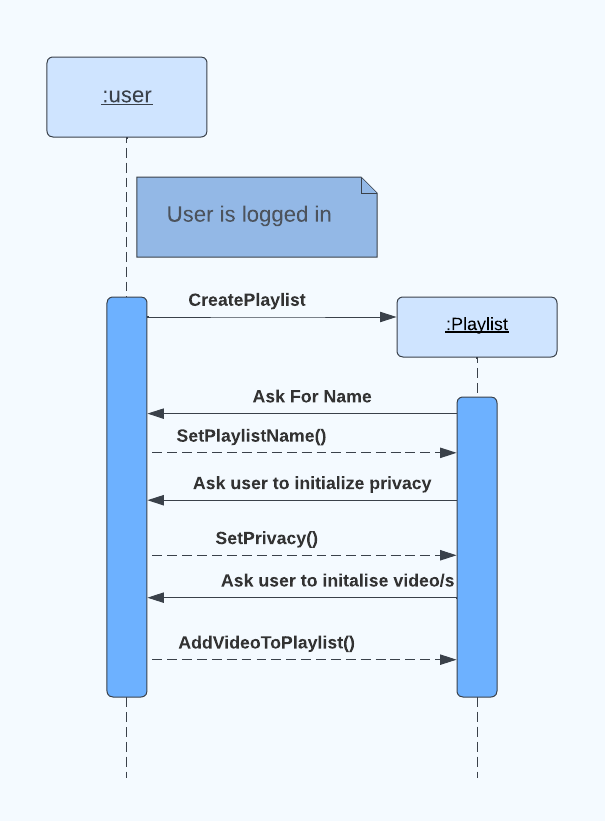 :user
User is logged in
CreatePlaylist
:Playlist
Ask For Name
SetPlaylistName()
Ask user to initialize privacy
SetPrivacy()
Ask user to initalise video/s
AddVideoToPlaylist()